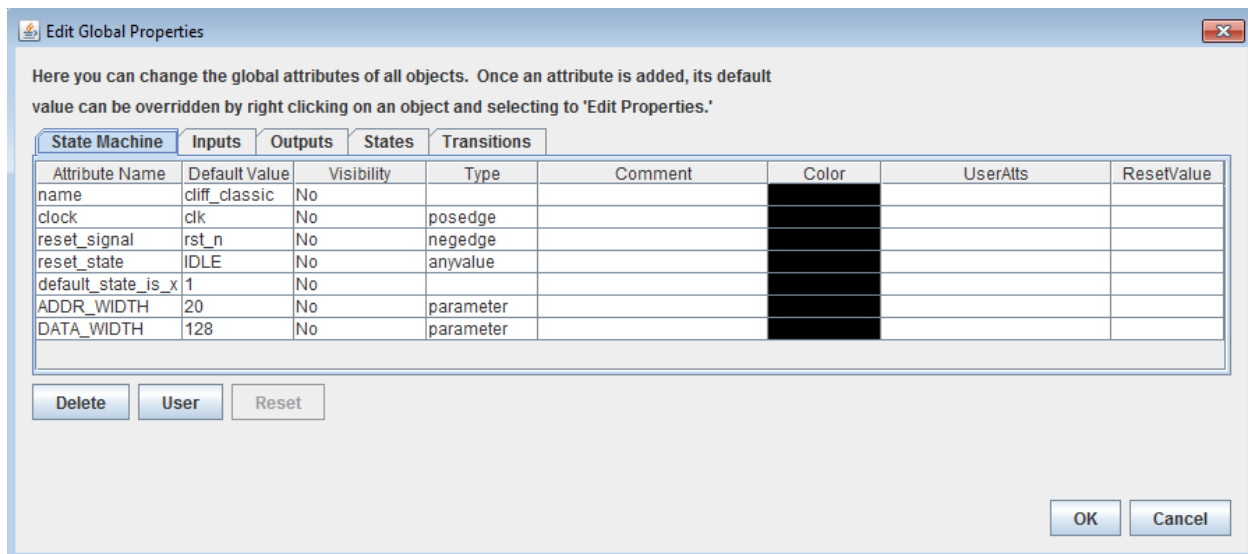 Edit Global Properties
Here you can change the global attributes of all objects.  Once an attribute is added, its default
value can be overridden by right clicking on an object and selecting to 'Edit Properties.'
State Machine Inputs Outputs States Transitions
Attribute Name Default Value Visibility Type Comment Color UserAtts ResetValue
name cliff_classic No
clock clk No posedge
reset_signal rst_n No negedge
reset_state IDLE No anyvalue
default_state_is_x 1 No
ADDR_WIDTH 20 No parameter
DATA_WIDTH 128 No parameter
Delete User Reset
OK Cancel